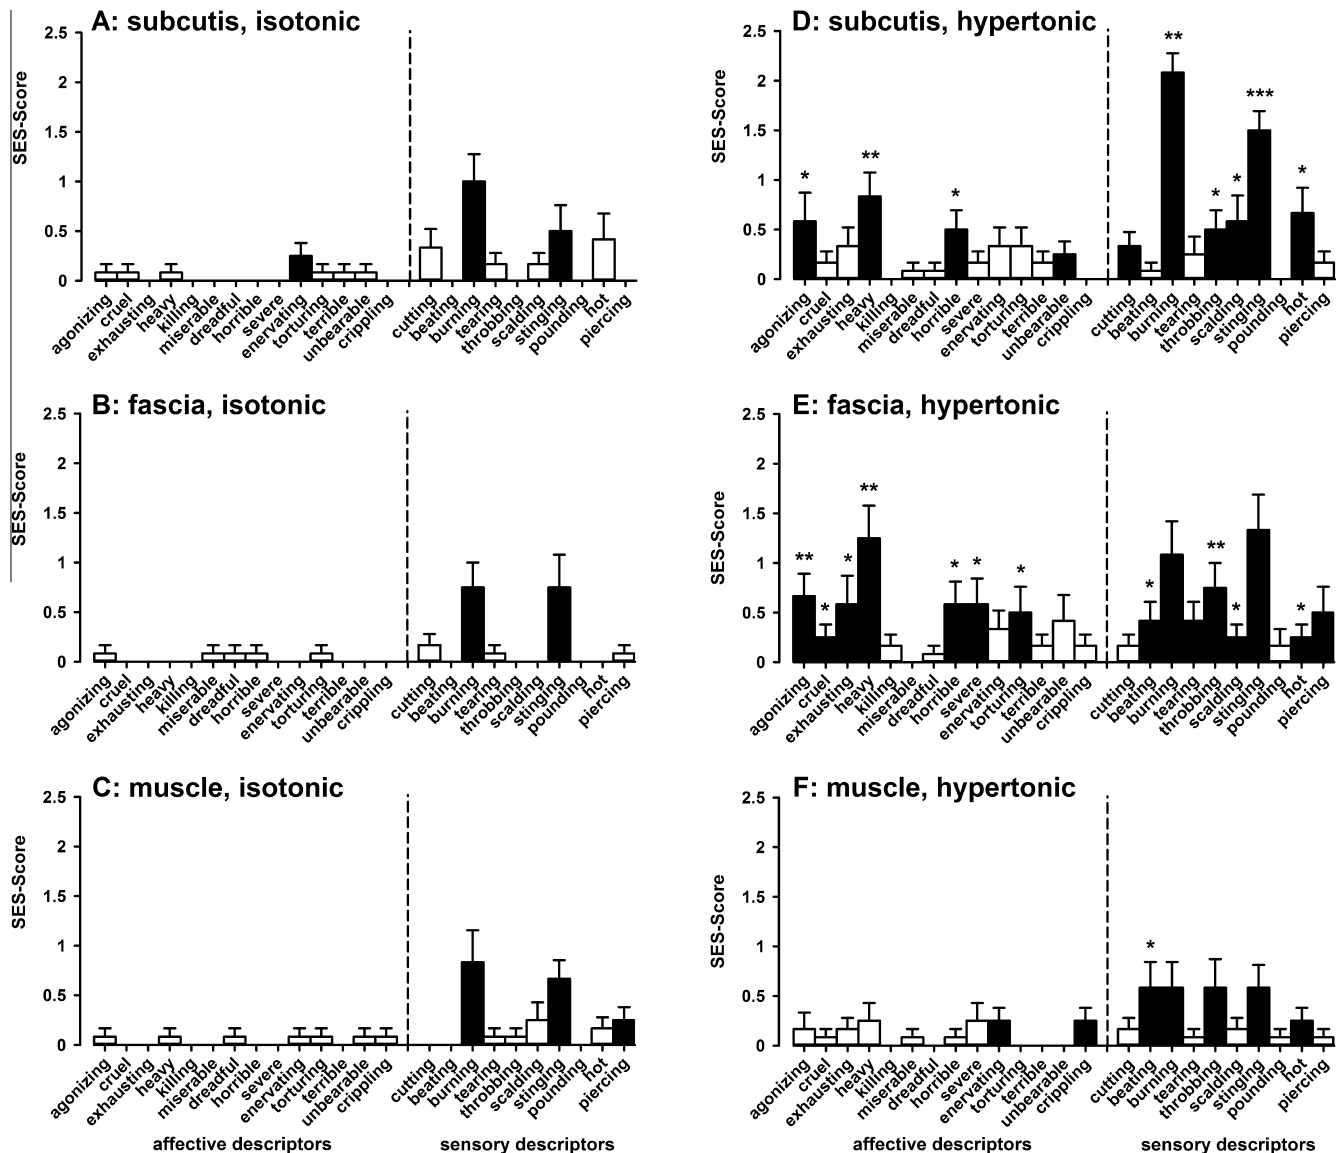 A: subcutis, isotonic
SES-Score
2.5
2
1.5
1
0.5
0
agonizing
cruel
exhausting
heavy
killing
miserable
dreadful
horrible
severe
enervating
torturing
terrible
unbearable
crippling
cutting
beating
burning
tearing
throbbing
scalding
stinging
pounding
hot
piercing
D: subcutis, hypertonic
SES-Score
2.5
2
1.5
1
0.5
0
*
**
*
**
*
*
***
*
agonizing
cruel
exhausting
heavy
killing
miserable
dreadful
horrible
severe
enervating
torturing
terrible
unbearable
crippling
cutting
beating
burning
tearing
throbbing
scalding
stinging
pounding
hot
piercing
B: fascia, isotonic
SES-Score
2.5
2
1.5
1
0.5
0
agonizing
cruel
exhausting
heavy
killing
miserable
dreadful
horrible
severe
enervating
torturing
terrible
unbearable
crippling
cutting
beating
burning
tearing
throbbing
scalding
stinging
pounding
hot
piercing
E: fascia, hypertonic
SES-Score
2.5
2
1.5
1
0.5
0
**
*
*
**
*
*
*
*
**
*
*
agonizing
cruel
exhausting
heavy
killing
miserable
dreadful
horrible
severe
enervating
torturing
terrible
unbearable
crippling
cutting
beating
burning
tearing
throbbing
scalding
stinging
pounding
hot
piercing
C: muscle, isotonic
SES-Score
2.5
2
1.5
1
0.5
0
agonizing
cruel
exhausting
heavy
killing
miserable
dreadful
horrible
severe
enervating
torturing
terrible
unbearable
crippling
cutting
beating
burning
tearing
throbbing
scalding
stinging
pounding
hot
piercing
affective descriptors
sensory descriptors
F: muscle, hypertonic
SES-Score
2.5
2
1.5
1
0.5
0
*
agonizing
cruel
exhausting
heavy
killing
miserable
dreadful
horrible
severe
enervating
torturing
terrible
unbearable
crippling
cutting
beating
burning
tearing
throbbing
scalding
stinging
pounding
hot
piercing
affective descriptors
sensory descriptors